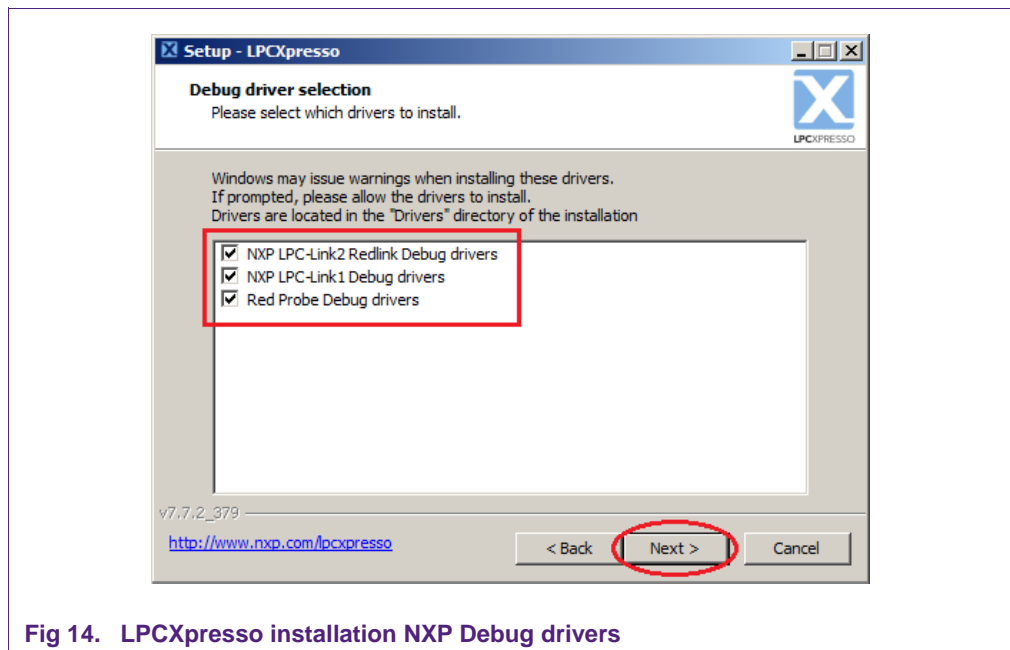 Setup - LPCXpresso
Debug driver selection
Please select which drivers to install.
LPCXPRESSO
Windows may issue warnings when installing these drivers.
If prompted, please allow the drivers to install.
Drivers are located in the "Drivers" directory of the installation
NXP LPC-Link2 Redlink Debug drivers
NXP LPC-Link1 Debug drivers
Red Probe Debug drivers
v7.7.2_379
http://www.nxp.com/lpcxpresso
< Back Next > Cancel
Fig 14. LPCXpresso installation NXP Debug drivers